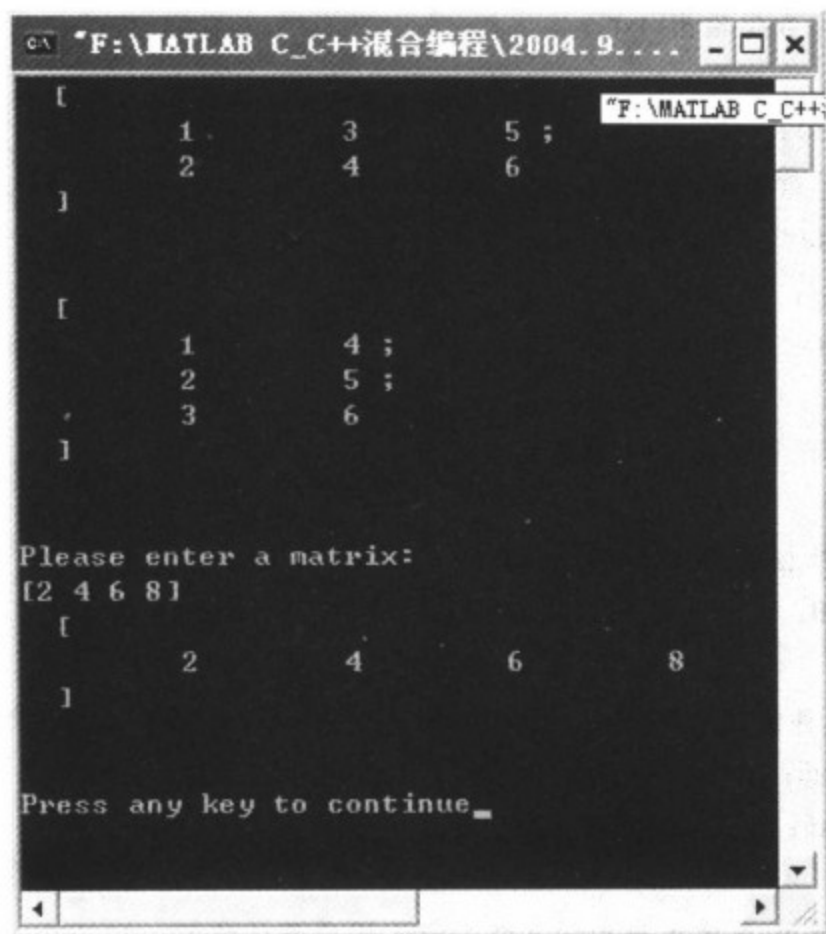 "F:\MATLAB C_C++混合编程\2004.9....
"F:\MATLAB C_C++
[
1 3 5 ;
2 4 6
]
[
1 4 ;
2 5 ;
3 6
]
Please enter a matrix:
[2 4 6 8]
[
2 4 6 8
]
Press any key to continue_